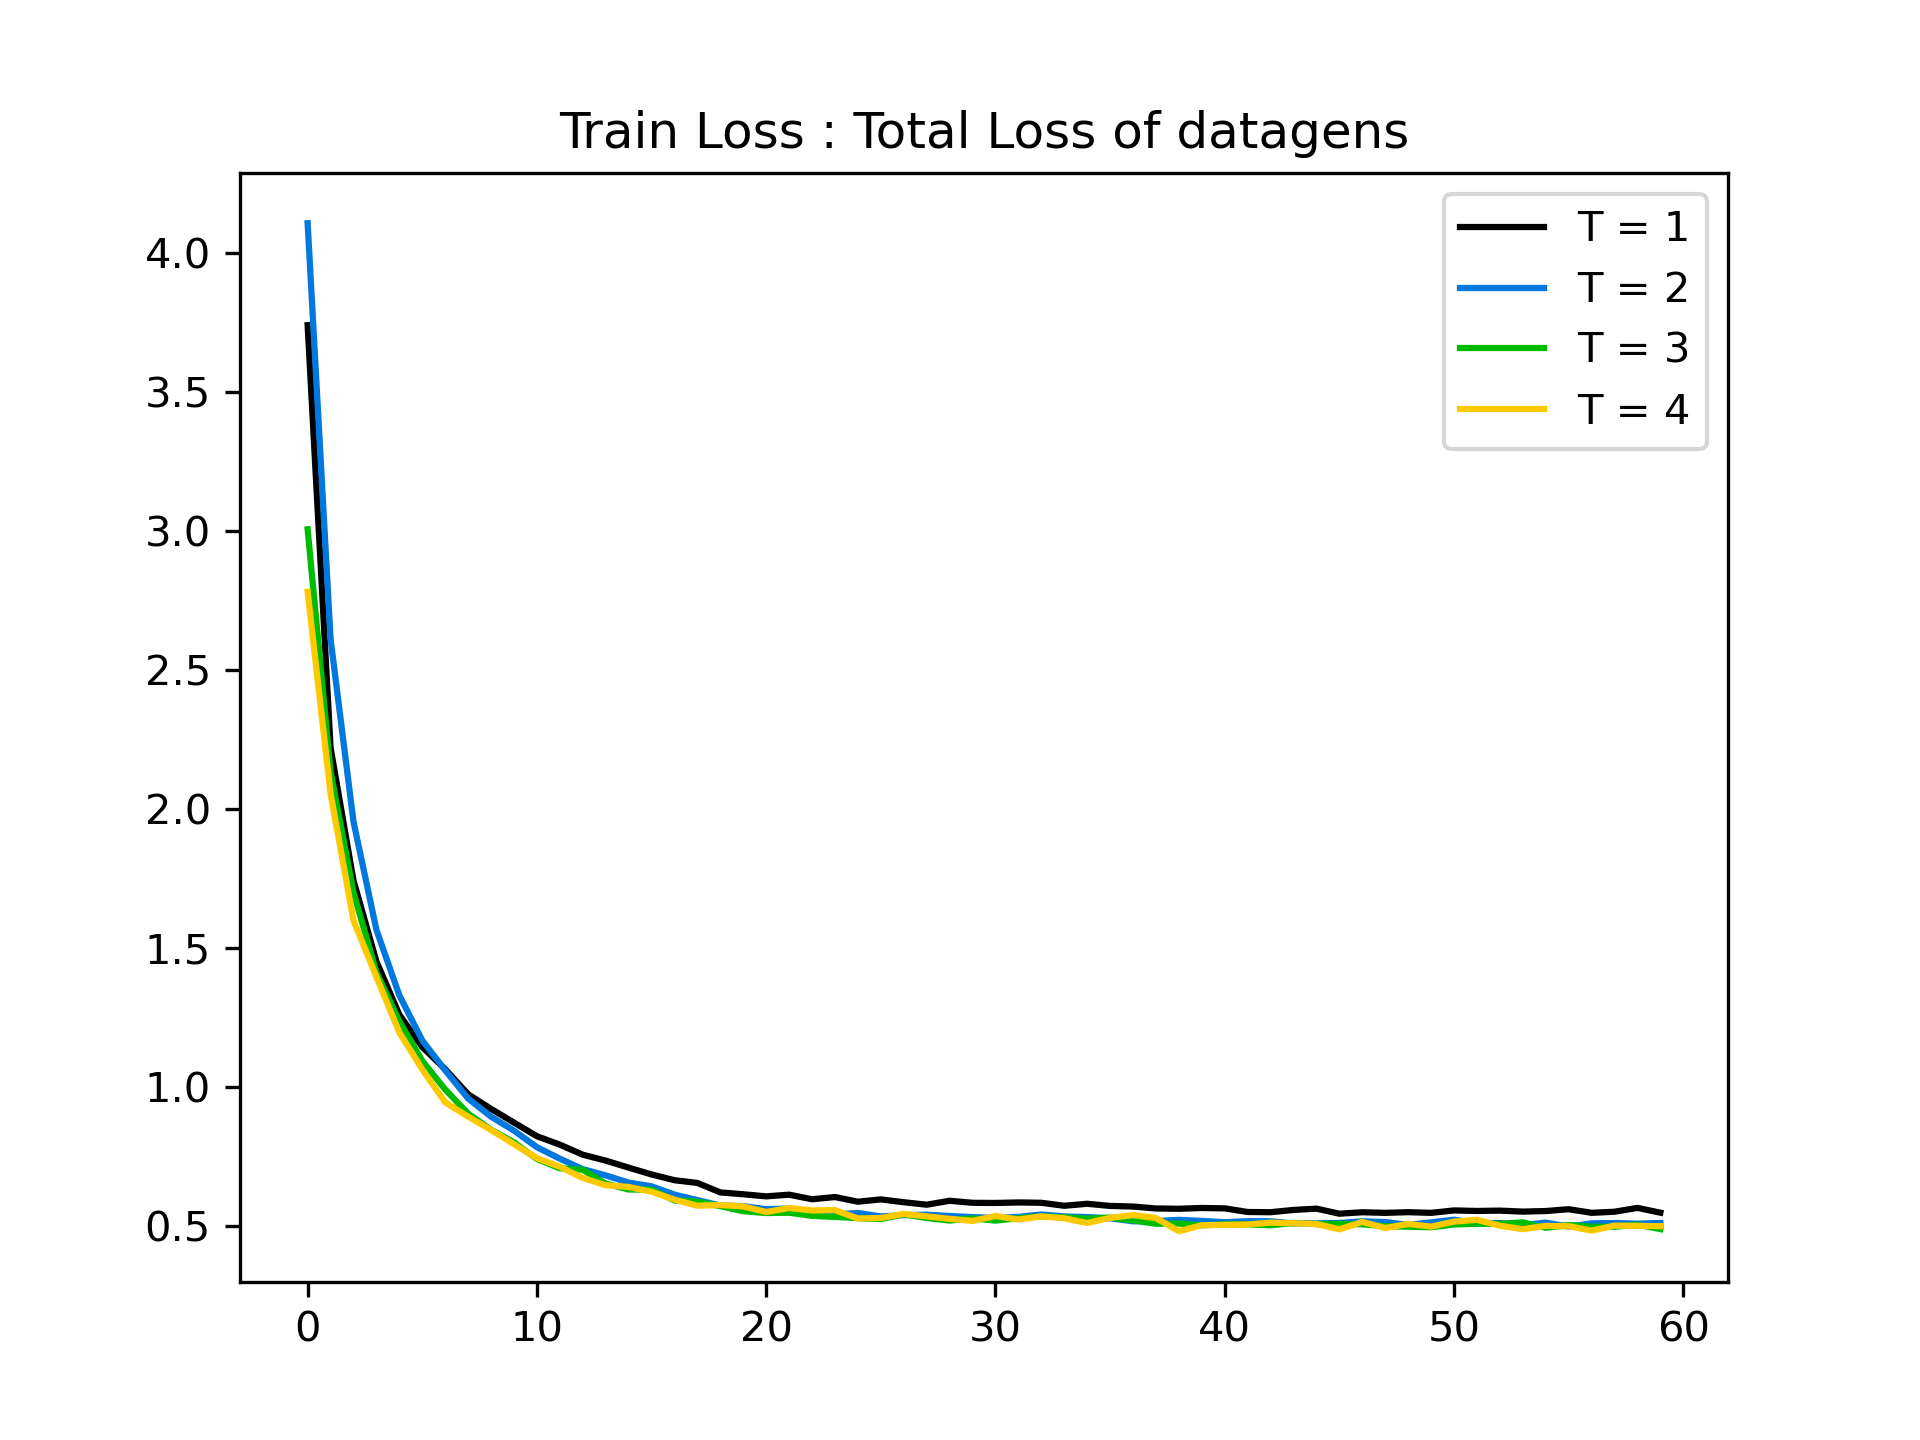 Train Loss : Total Loss of datagens
T = 1
T = 2
T = 3
T = 4
4.0
3.5
3.0
2.5
2.0
1.5
1.0
0.5
0 10 20 30 40 50 60